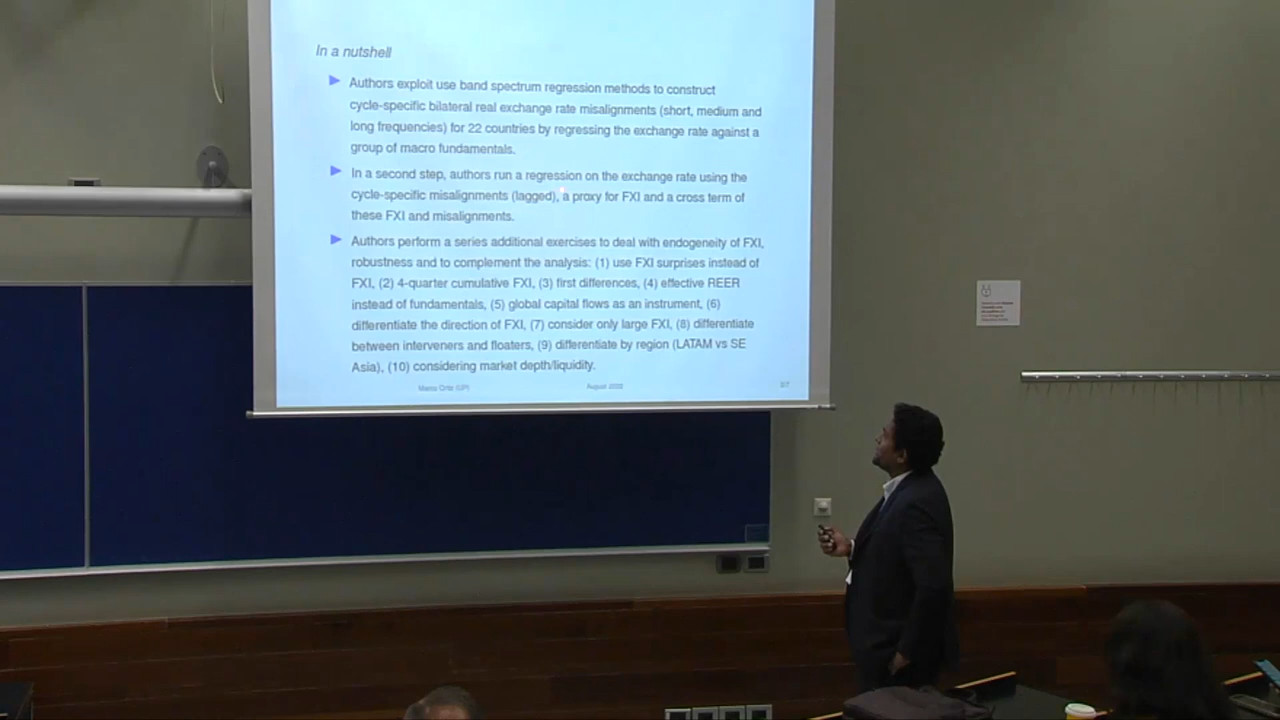 In a nutshell
Authors exploit use band spectrum regression methods to construct
cycle-specific bilateral real exchange rate misalignments (short, medium and
long frequencies) for 22 countries by regressing the exchange rate against a
group of macro fundamentals.
In a second step, authors run a regression on the exchange rate using the
cycle-specific misalignments (lagged), a proxy for FXI and a cross term of
these FXI and misalignments.
Authors perform a series additional exercises to deal with endogeneity of FXI,
robustness and to complement the analysis: (1) use FXI surprises instead of
FXI, (2) 4-quarter cumulative FXI, (3) first differences, (4) effective REER
instead of fundamentals, (5) global capital flows as an instrument, (6)
differentiate the direction of FXI, (7) consider only large FXI, (8) differentiate
between interveners and floaters, (9) differentiate by region (LATAM vs SE
Asia), (10) considering market depth/liquidity.
Marco Ortiz (UP)
August 2022
2/7